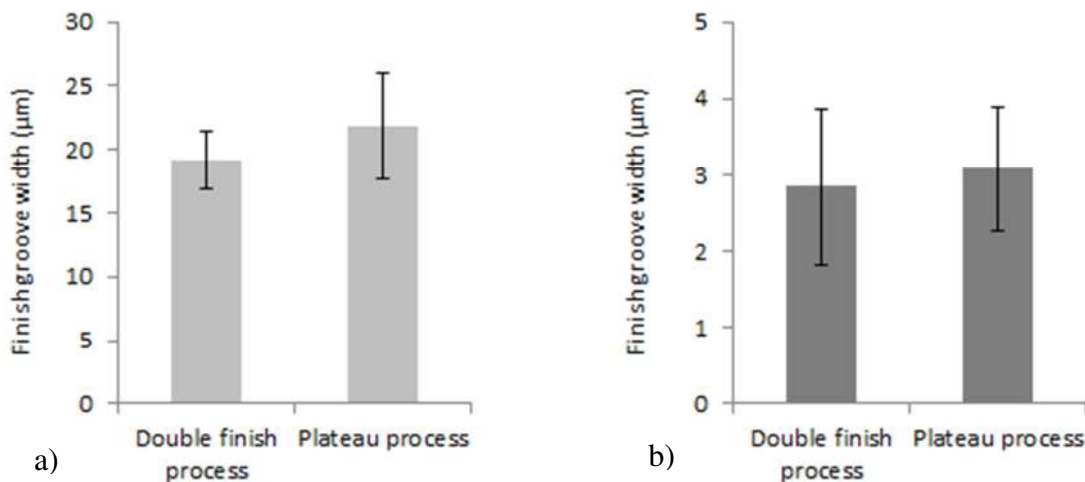 Finishgroove width (µm)
30
25
20
15
10
5
0
Double finish
process
Plateau process
a)
Finishgroove width (µm)
5
4
3
2
1
0
Double finish
process
Plateau process
b)